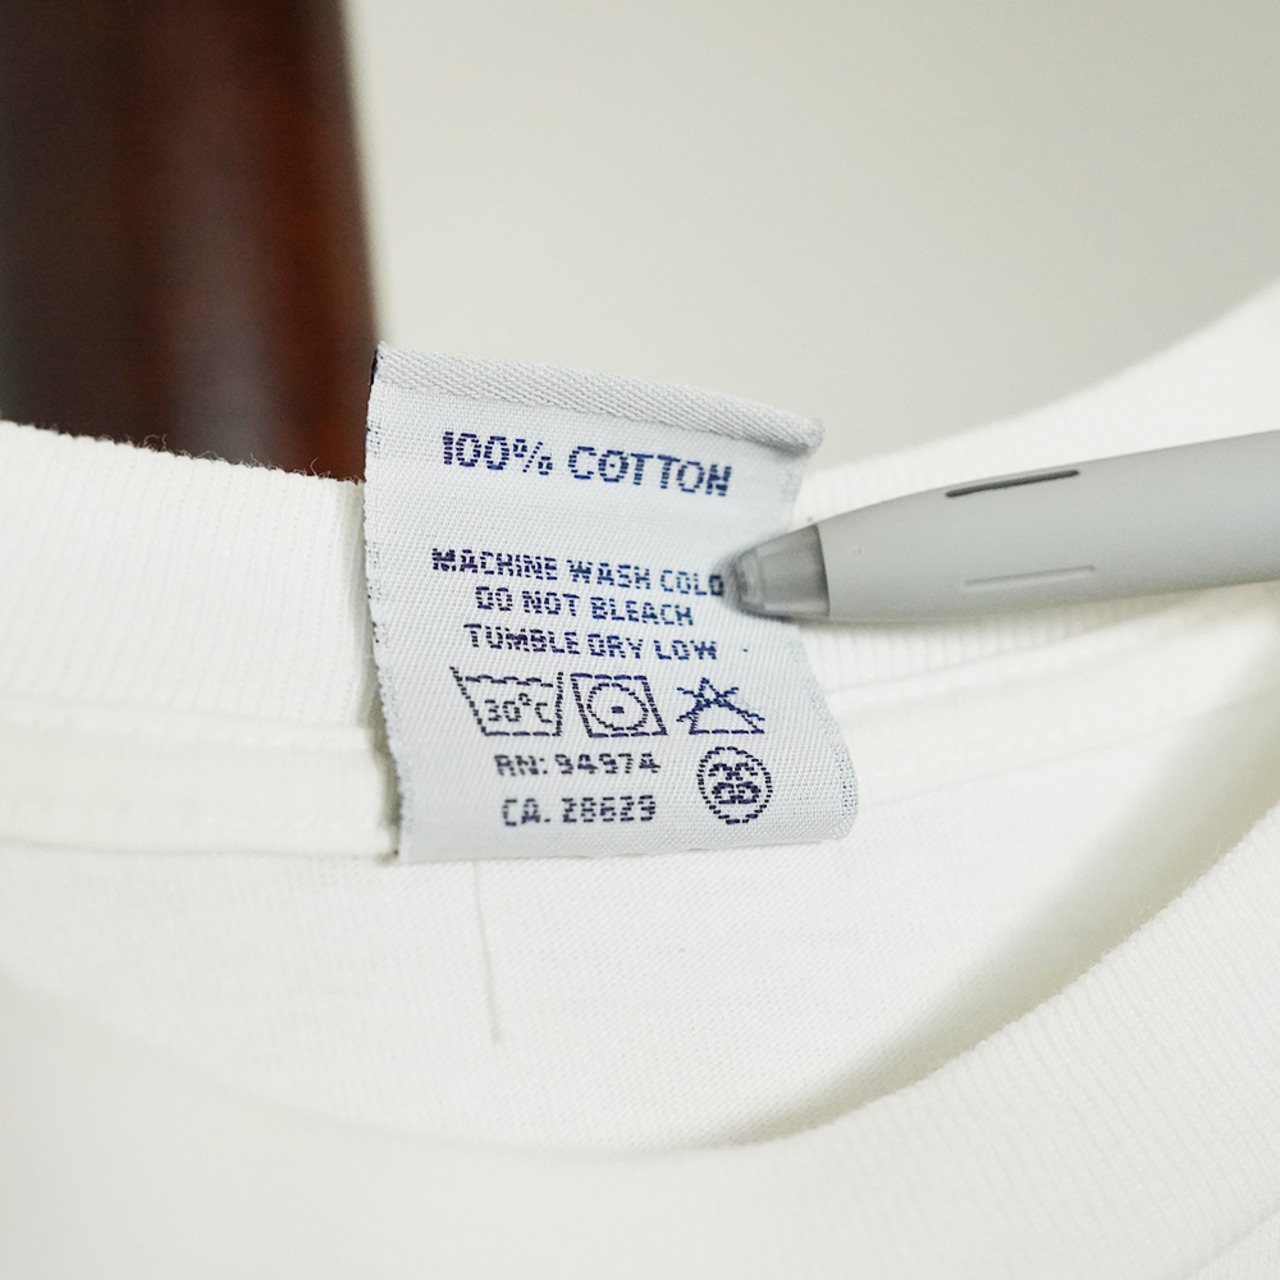 100% COTTON
MACHINE WASH COLD
DO NOT BLEACH
TUMBLE DRY LOW
30°C
RN: 94974
CA. 28629